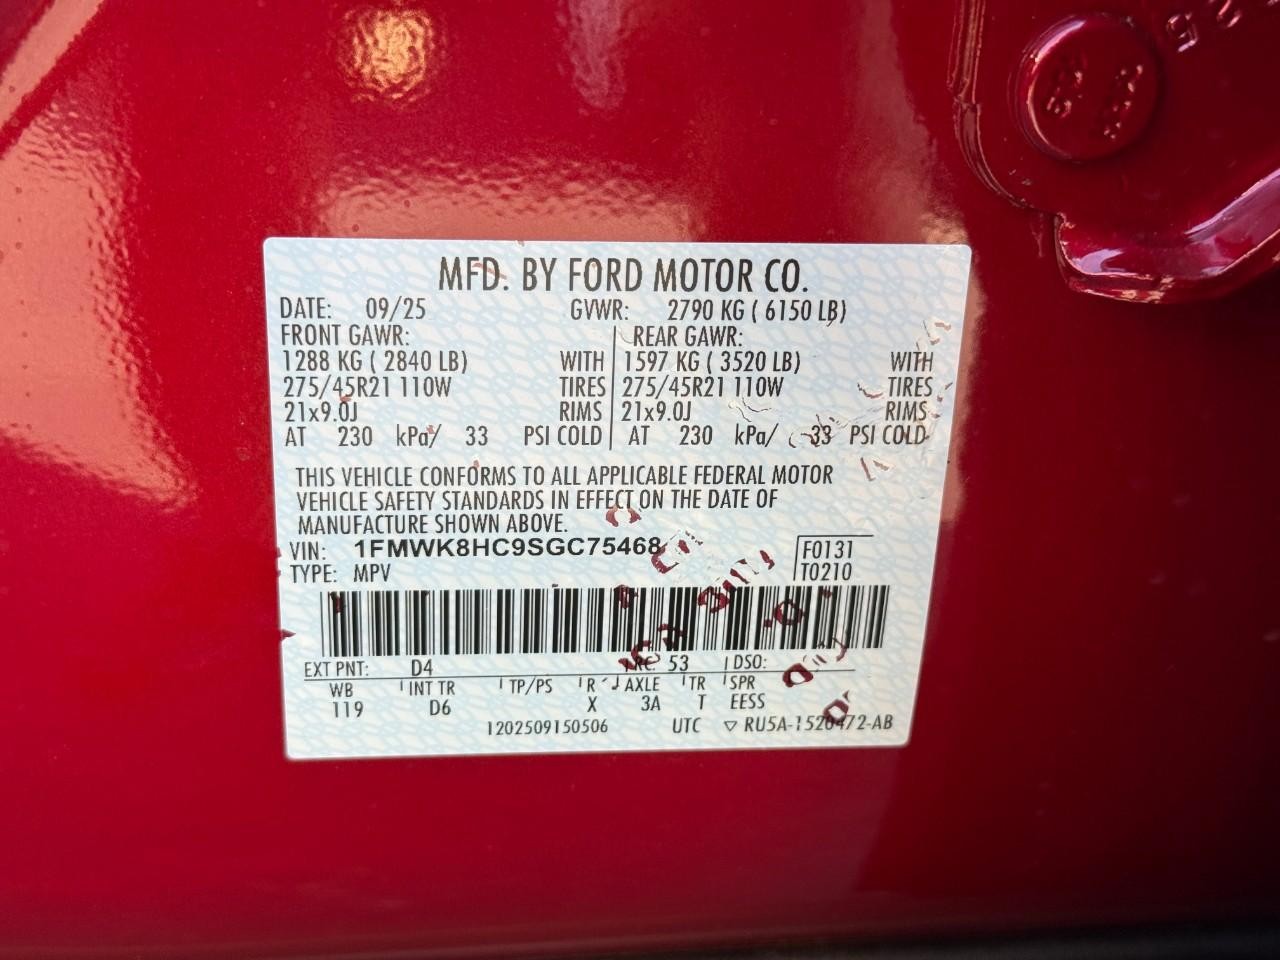 MFD. BY FORD MOTOR CO.
DATE: 09/25 GVWR: 2790 KG ( 6150 LB)
FRONT GAWR: REAR GAWR:
1288 KG ( 2840 LB) WITH 1597 KG ( 3520 LB) WITH
275/45R21 110W TIRES 275/45R21 110W TIRES
21x9.0J RIMS 21x9.0J RIMS
AT 230 kPa/ 33 PSI COLD AT 230 kPa/ 33 PSI COLD
THIS VEHICLE CONFORMS TO ALL APPLICABLE FEDERAL MOTOR
VEHICLE SAFETY STANDARDS IN EFFECT ON THE DATE OF
MANUFACTURE SHOWN ABOVE.
VIN: 1FMWK8HC9SGC75468 F0131
TYPE: MPV T0210
EXT PNT: D4 RC: 53 DSO:
WB INT TR TP/PS R AXLE TR SPR
119 D6 X 3A T EESS
1202509150506 UTC ▽ RU5A-1520472-AB